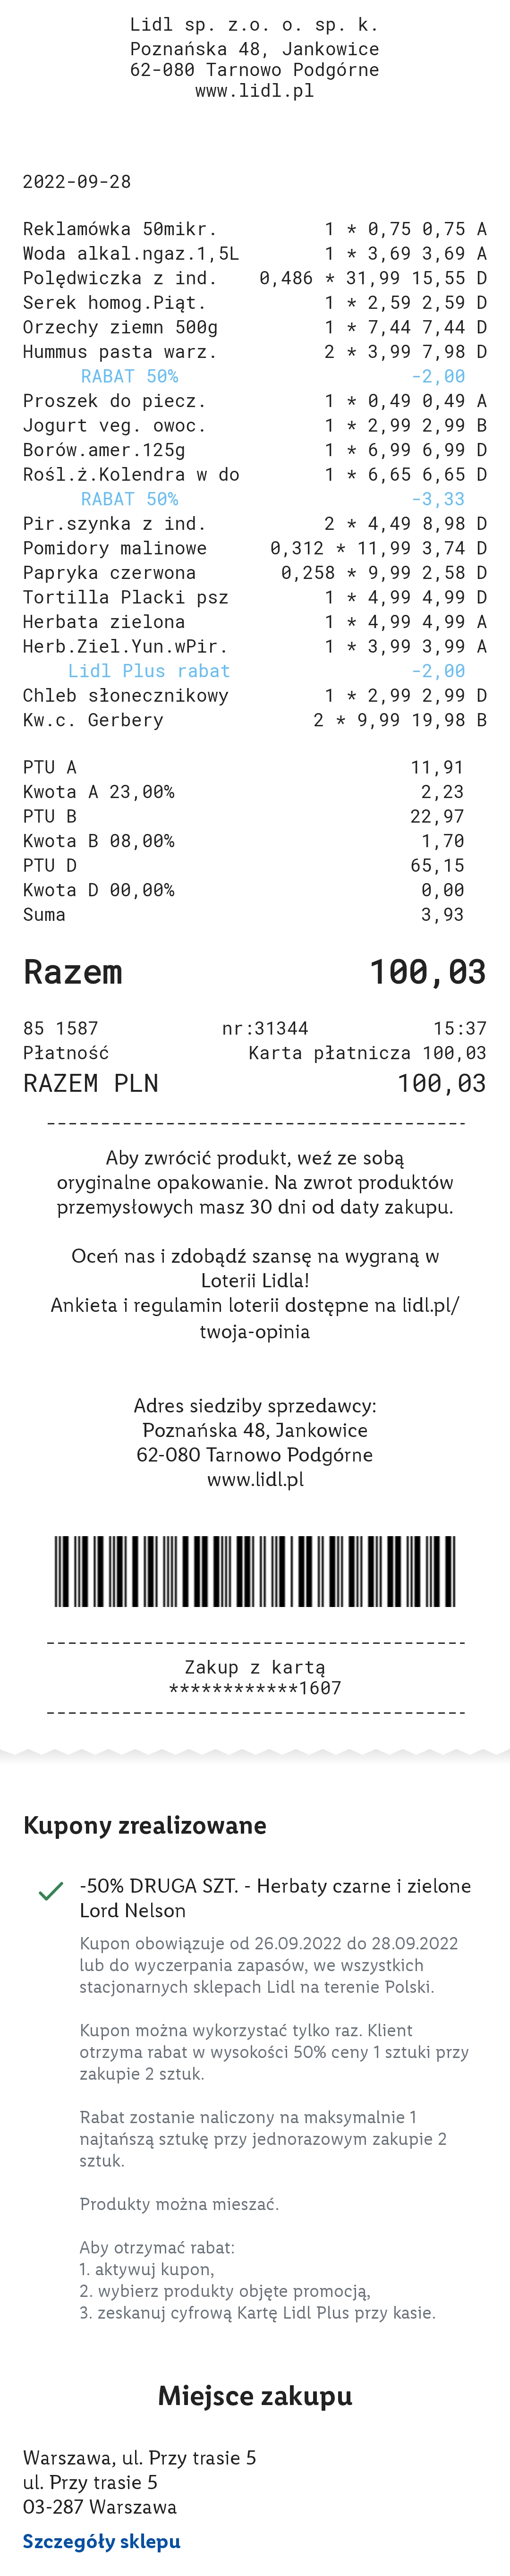 Lidl sp. z.o. o. sp. k.
Poznańska 48, Jankowice
62-080 Tarnowo Podgórne
www.lidl.pl
2022-09-28
Reklamówka 50mikr. 1 * 0,75 0,75 A
Woda alkal.ngaz.1,5L 1 * 3,69 3,69 A
Polędwiczka z ind. 0,486 * 31,99 15,55 D
Serek homog.Piąt. 1 * 2,59 2,59 D
Orzechy ziemn 500g 1 * 7,44 7,44 D
Hummus pasta warz. 2 * 3,99 7,98 D
RABAT 50% -2,00
Proszek do piecz. 1 * 0,49 0,49 A
Jogurt veg. owoc. 1 * 2,99 2,99 B
Borów.amer.125g 1 * 6,99 6,99 D
Rośl.ż.Kolendra w do 1 * 6,65 6,65 D
RABAT 50% -3,33
Pir.szynka z ind. 2 * 4,49 8,98 D
Pomidory malinowe 0,312 * 11,99 3,74 D
Papryka czerwona 0,258 * 9,99 2,58 D
Tortilla Placki psz 1 * 4,99 4,99 D
Herbata zielona 1 * 4,99 4,99 A
Herb.Ziel.Yun.wPir. 1 * 3,99 3,99 A
Lidl Plus rabat -2,00
Chleb słonecznikowy 1 * 2,99 2,99 D
Kw.c. Gerbery 2 * 9,99 19,98 B
PTU A 11,91
Kwota A 23,00% 2,23
PTU B 22,97
Kwota B 08,00% 1,70
PTU D 65,15
Kwota D 00,00% 0,00
Suma 3,93
Razem 100,03
85 1587 nr:31344 15:37
Płatność Karta płatnicza 100,03
RAZEM PLN 100,03
Aby zwrócić produkt, weź ze sobą
oryginalne opakowanie. Na zwrot produktów
przemysłowych masz 30 dni od daty zakupu.
Oceń nas i zdobądź szansę na wygraną w
Loterii Lidla!
Ankieta i regulamin loterii dostępne na lidl.pl/
twoja-opinia
Adres siedziby sprzedawcy:
Poznańska 48, Jankowice
62-080 Tarnowo Podgórne
www.lidl.pl
Zakup z kartą
************1607
Kupony zrealizowane
-50% DRUGA SZT. - Herbaty czarne i zielone
Lord Nelson
Kupon obowiązuje od 26.09.2022 do 28.09.2022
lub do wyczerpania zapasów, we wszystkich
stacjonarnych sklepach Lidl na terenie Polski.
Kupon można wykorzystać tylko raz. Klient
otrzyma rabat w wysokości 50% ceny 1 sztuki przy
zakupie 2 sztuk.
Rabat zostanie naliczony na maksymalnie 1
najtańszą sztukę przy jednorazowym zakupie 2
sztuk.
Produkty można mieszać.
Aby otrzymać rabat:
1. aktywuj kupon,
2. wybierz produkty objęte promocją,
3. zeskanuj cyfrową Kartę Lidl Plus przy kasie.
Miejsce zakupu
Warszawa, ul. Przy trasie 5
ul. Przy trasie 5
03-287 Warszawa
Szczegóły sklepu